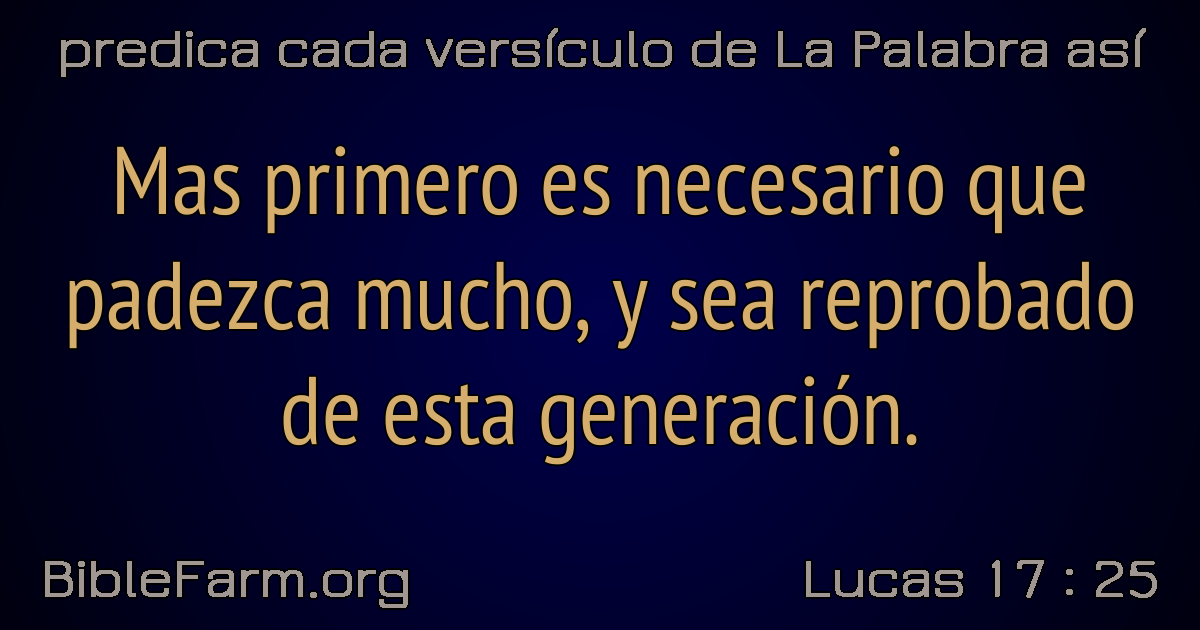 predica cada versículo de La Palabra así
Mas primero es necesario que
padezca mucho, y sea reprobado
de esta generación.
BibleFarm.org
Lucas 17 : 25